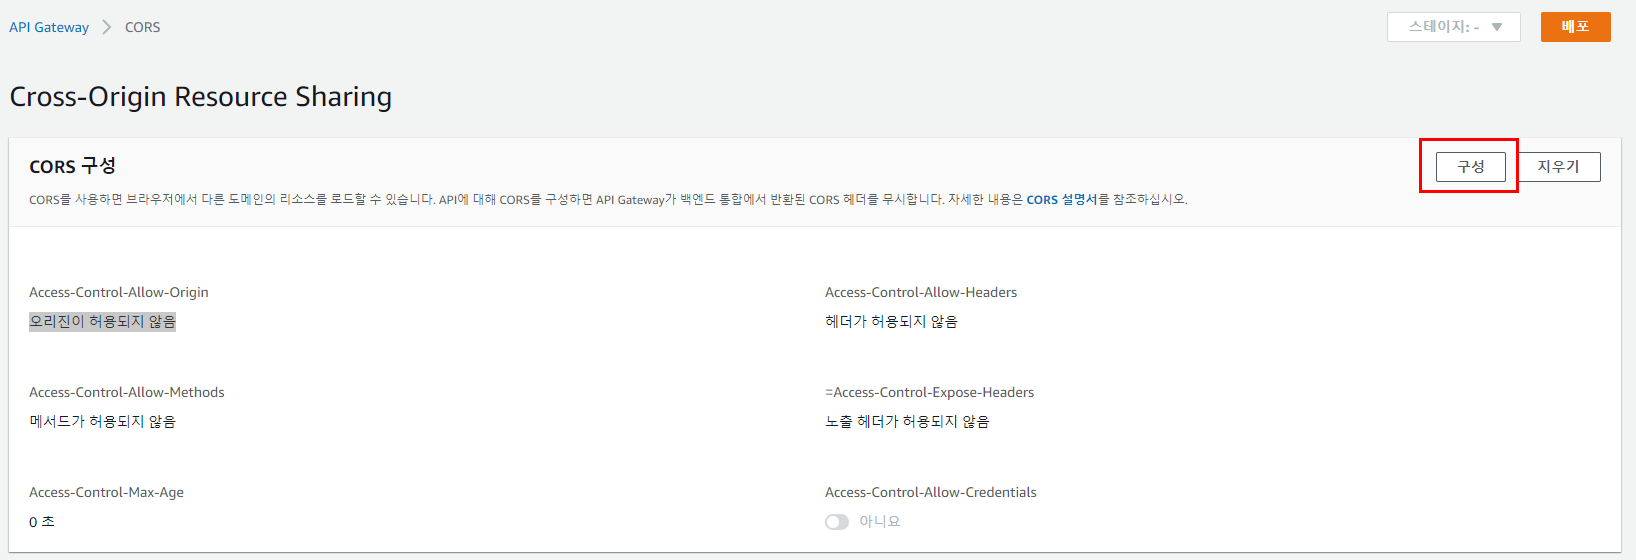 API Gateway > CORS
스테이지: - ▼
배포
Cross-Origin Resource Sharing
CORS 구성
구성
지우기
CORS를 사용하면 브라우저에서 다른 도메인의 리소스를 로드할 수 있습니다. API에 대해 CORS를 구성하면 API Gateway가 백엔드 통합에서 반환된 CORS 헤더를 무시합니다. 자세한 내용은 CORS 설명서를 참조하십시오.
Access-Control-Allow-Origin
오리진이 허용되지 않음
Access-Control-Allow-Headers
헤더가 허용되지 않음
Access-Control-Allow-Methods
메서드가 허용되지 않음
=Access-Control-Expose-Headers
노출 헤더가 허용되지 않음
Access-Control-Max-Age
0 초
Access-Control-Allow-Credentials
아니요